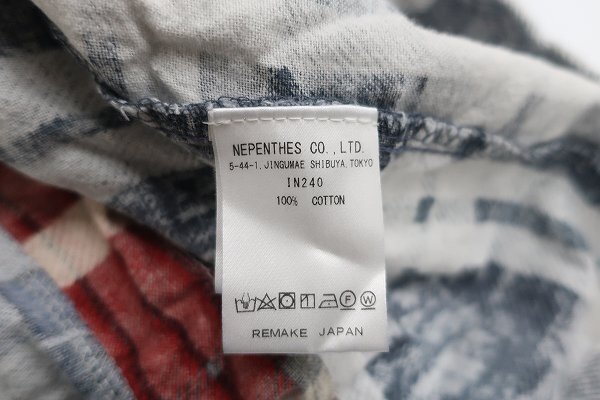 NEPENTHES CO.,LTD.
5-44-1, JINGUMAE SHIBUYA, TOKYO
IN240
100% COTTON
REMAKE JAPAN